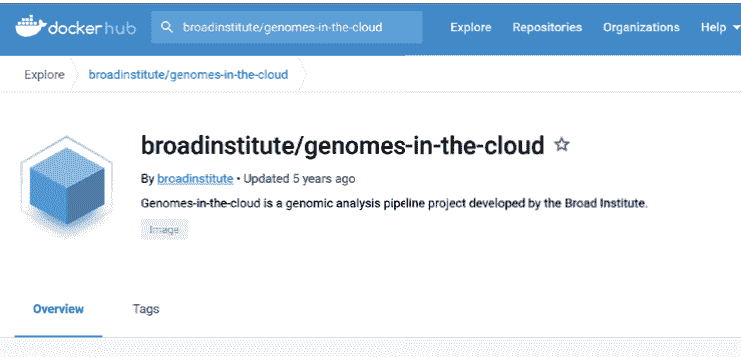 dockerhub broadinstitute/genomes-in-the-cloud Explore Repositories Organizations Help
Explore broadinstitute/genomes-in-the-cloud
broadinstitute/genomes-in-the-cloud
By broadinstitute • Updated 5 years ago
Genomes-in-the-cloud is a genomic analysis pipeline project developed by the Broad Institute.
Image
Overview Tags